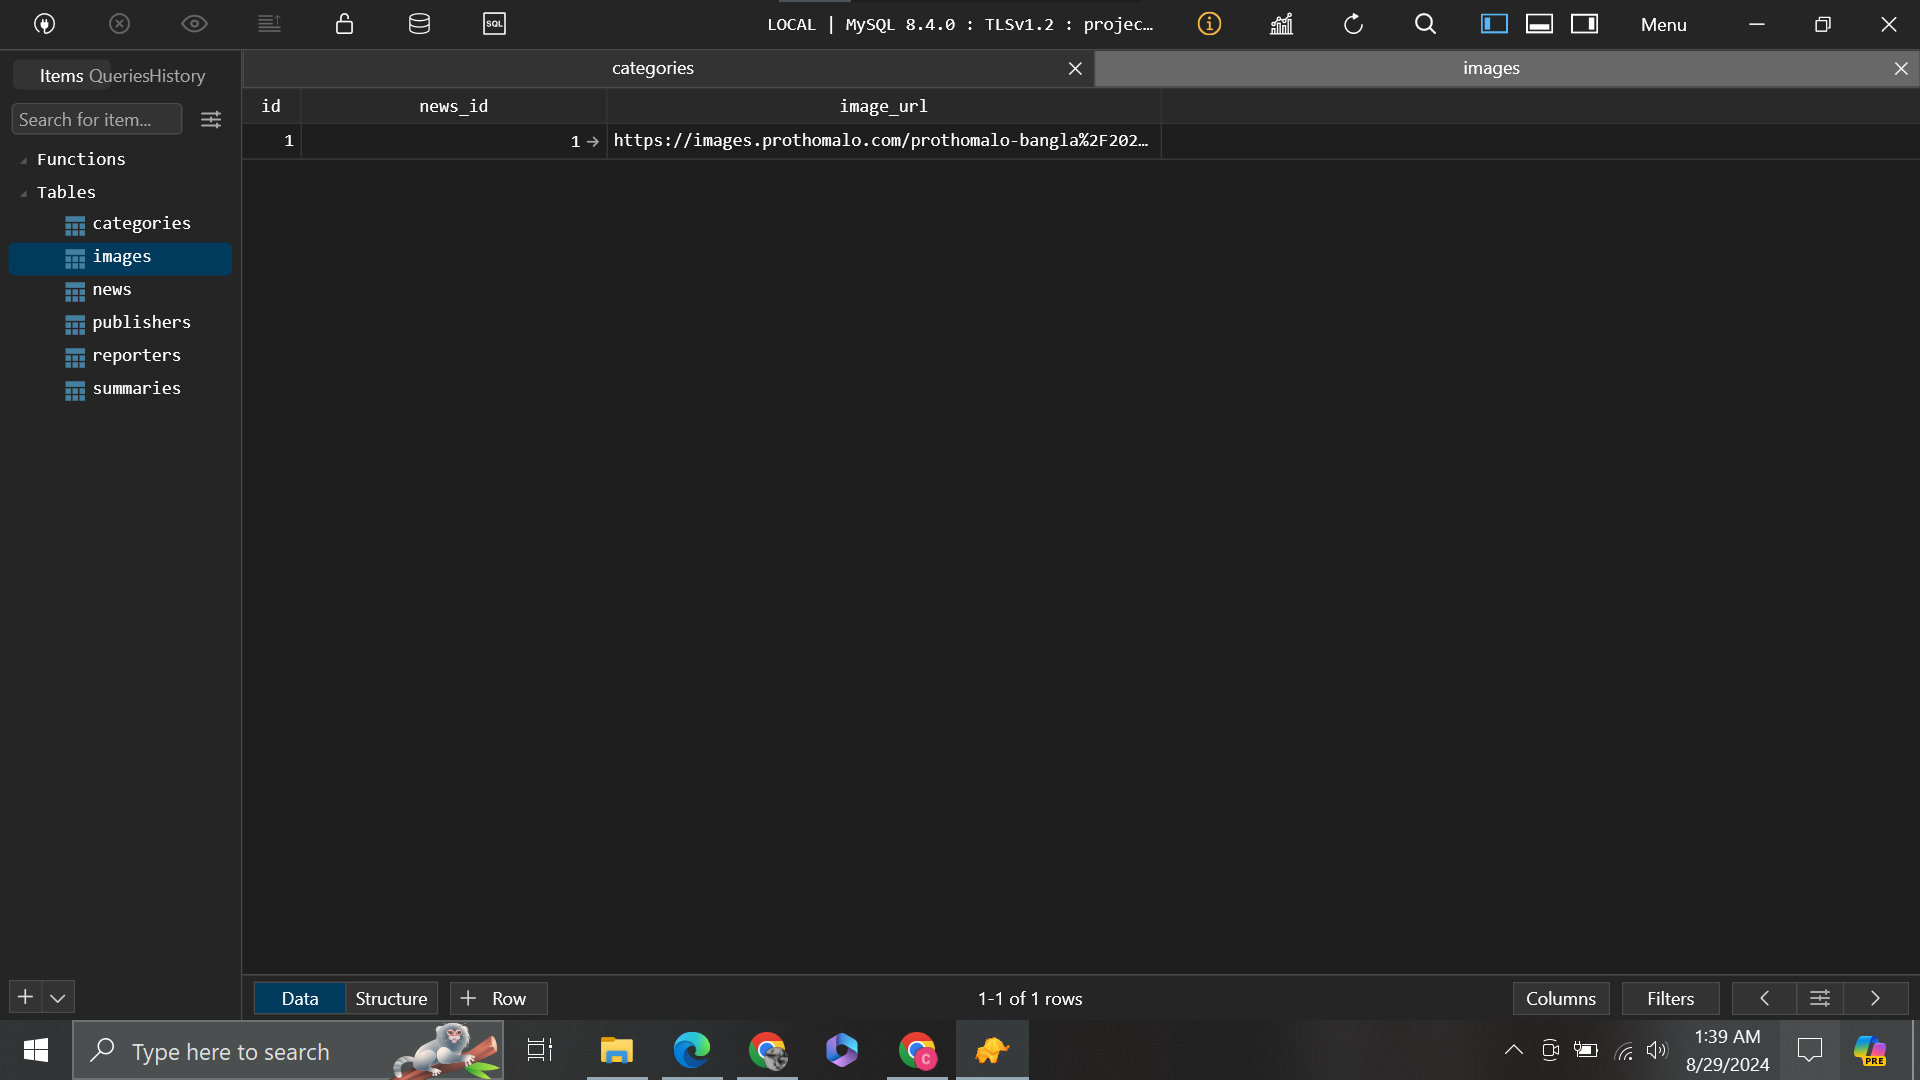 SQL
LOCAL | MySQL 8.4.0 : TLSv1.2 : projec...
Menu
Items Queries History
Search for item...
Functions
Tables
categories
images
news
publishers
reporters
summaries
categories
images
id news_id image_url
1 1 → https://images.prothomalo.com/prothomalo-bangla%2F202...
Data Structure + Row
1-1 of 1 rows
Columns Filters
Type here to search
C
1:39 AM
8/29/2024
PRE